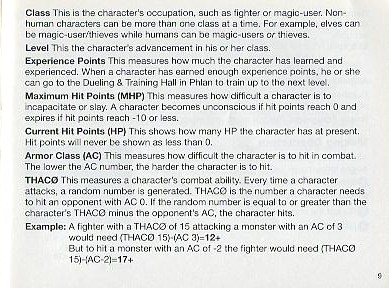 Class This is the character's occupation, such as fighter or magic-user. Non-
human characters can be more than one class at a time. For example, elves can
be magic-user/thieves while humans can be magic-users or thieves.
Level This the character's advancement in his or her class.
Experience Points This measures how much the character has learned and
experienced. When a character has earned enough experience points, he or she
can go to the Dueling & Training Hall in Phlan to train up to the next level.
Maximum Hit Points (MHP) This measures how difficult a character is to
incapacitate or slay. A character becomes unconscious if hit points reach 0 and
expires if hit points reach -10 or less.
Current Hit Points (HP) This shows how many HP the character has at present.
Hit points will never be shown as less than 0.
Armor Class (AC) This measures how difficult the character is to hit in combat.
The lower the AC number, the harder the character is to hit.
THACØ This measures a character's combat ability. Every time a character
attacks, a random number is generated. THACØ is the number a character needs
to hit an opponent with AC 0. If the random number is equal to or greater than the
character's THACØ minus the opponent's AC, the character hits.
Example: A fighter with a THACØ of 15 attacking a monster with an AC of 3
would need (THACØ 15)-(AC 3)=12+
But to hit a monster with an AC of -2 the fighter would need (THACØ
15)-(AC-2)=17+
9